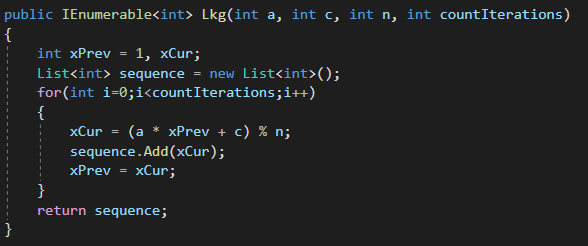 public IEnumerable<int> Lkg(int a, int c, int n, int countIterations)
{
    int xPrev = 1, xCur;
    List<int> sequence = new List<int>();
    for(int i=0;i<countIterations;i++)
    {
        xCur = (a * xPrev + c) % n;
        sequence.Add(xCur);
        xPrev = xCur;
    }
    return sequence;
}